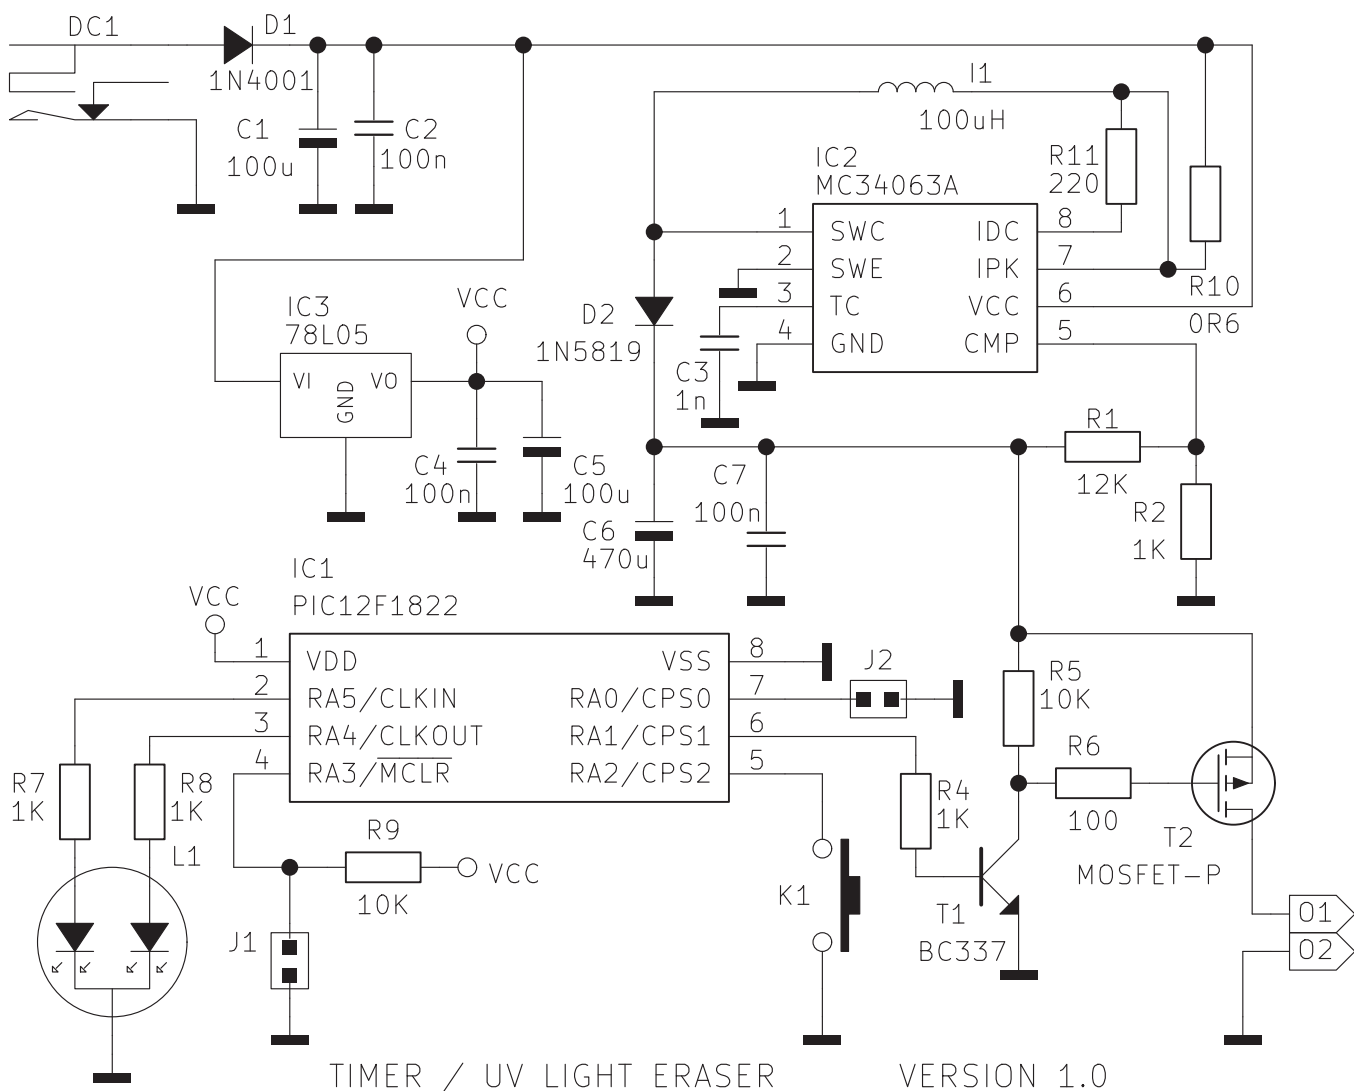 DC1
D1
1N4001
C1
100u
C2
100n
I1
100uH
R11
220
IC2
MC34063A
1 SWC IDC 8
2 SWE IPK 7
3 TC VCC 6
4 GND CMP 5
R10
0R6
D2
1N5819
C3
1n
VCC
IC3
78L05
VI VO
GND
C4
100n
C5
100u
C6
470u
C7
100n
R1
12K
R2
1K
IC1
PIC12F1822
VCC
1 VDD VSS 8
2 RA5/CLKIN RA0/CPS0 7
3 RA4/CLKOUT RA1/CPS1 6
4 RA3/MCLR RA2/CPS2 5
J2
R5
10K
R6
100
R7
1K
R8
1K
L1
R9
10K
VCC
J1
K1
R4
1K
T1
BC337
T2
MOSFET-P
O1
O2
TIMER / UV LIGHT ERASER VERSION 1.0